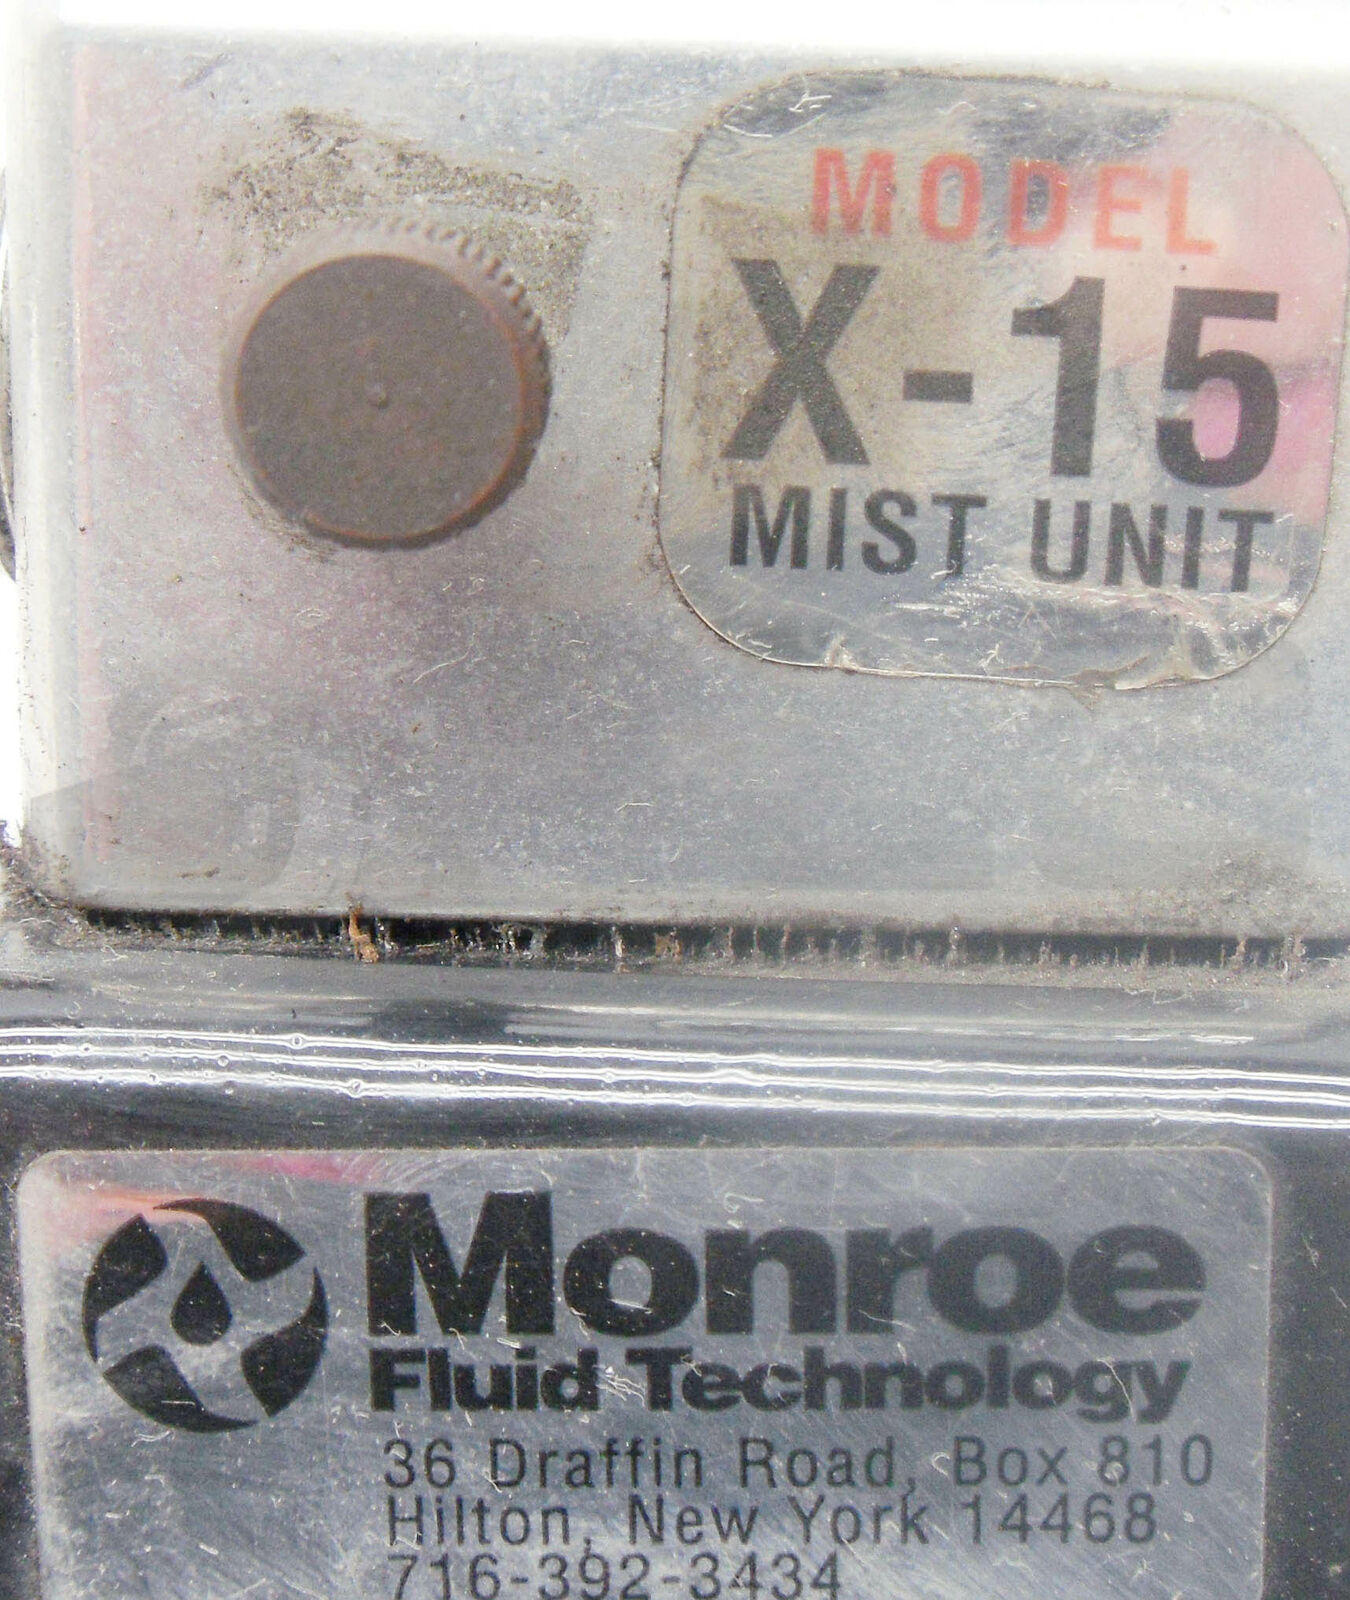 MODEL
X-15
MIST UNIT
Monroe
Fluid Technology
36 Draffin Road, Box 810
Hilton, New York 14468
716-392-3434